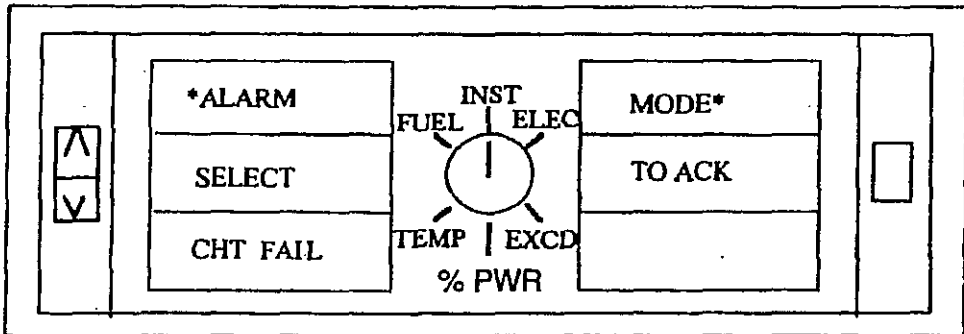 *ALARM
SELECT
CHT FAIL
INST
FUEL
ELEC
TEMP
EXCD
% PWR
MODE*
TO ACK